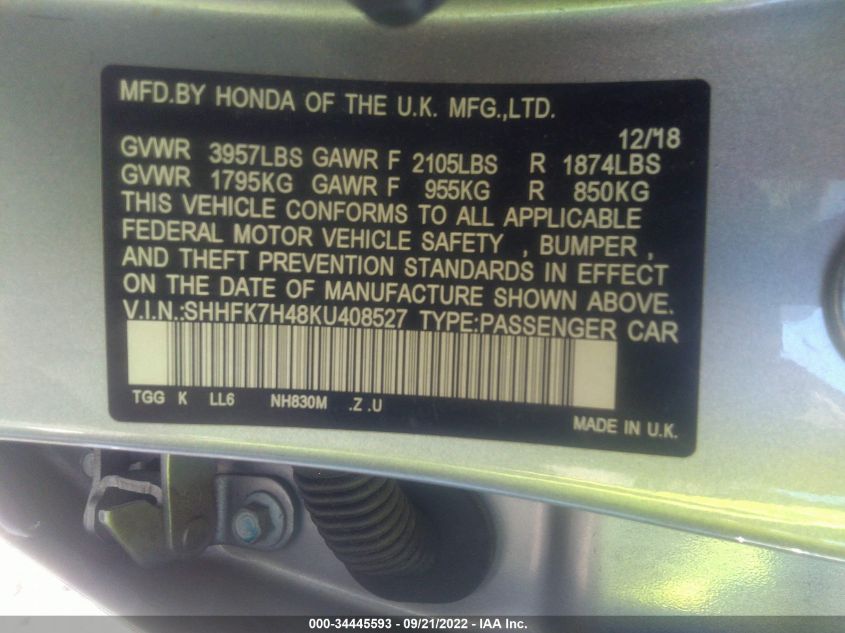 MFD.BY HONDA OF THE U.K. MFG.,LTD.
12/'18
GVWR 3957LBS GAWR F 2105LBS R 1874LBS
GVWR 1795KG GAWR F 955KG R 850KG
THIS VEHICLE CONFORMS TO ALL APPLICABLE
FEDERAL MOTOR VEHICLE SAFETY , BUMPER ,
AND THEFT PREVENTION STANDARDS IN EFFECT
ON THE DATE OF MANUFACTURE SHOWN ABOVE.
V.I.N.:SHHFK7H48KU408527 TYPE:PASSENGER CAR
TGG K LL6 NH830M .Z .U
MADE IN U.K.
000-34445593 - 09/21/2022 - IAA Inc.